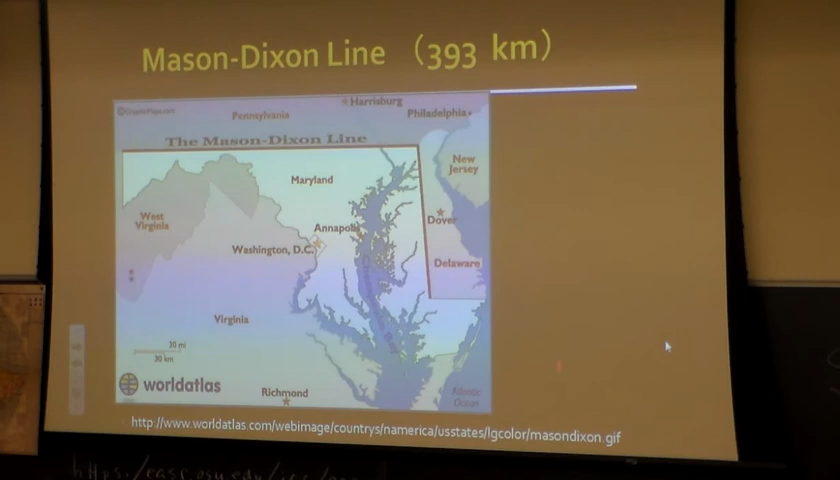 Mason-Dixon Line (393 km)
Harrisburg
Pennsylvania
Philadelphia
The Mason-Dixon Line
New
Jersey
Maryland
West
Virginia
Dover
Annapolis
Washington, D.C.
Delaware
Virginia
30 mi
30 km
worldatlas
Richmond
Atlantic
Ocean
http://www.worldatlas.com/webimage/countrys/namerica/usstates/lgcolor/masondixon.gif